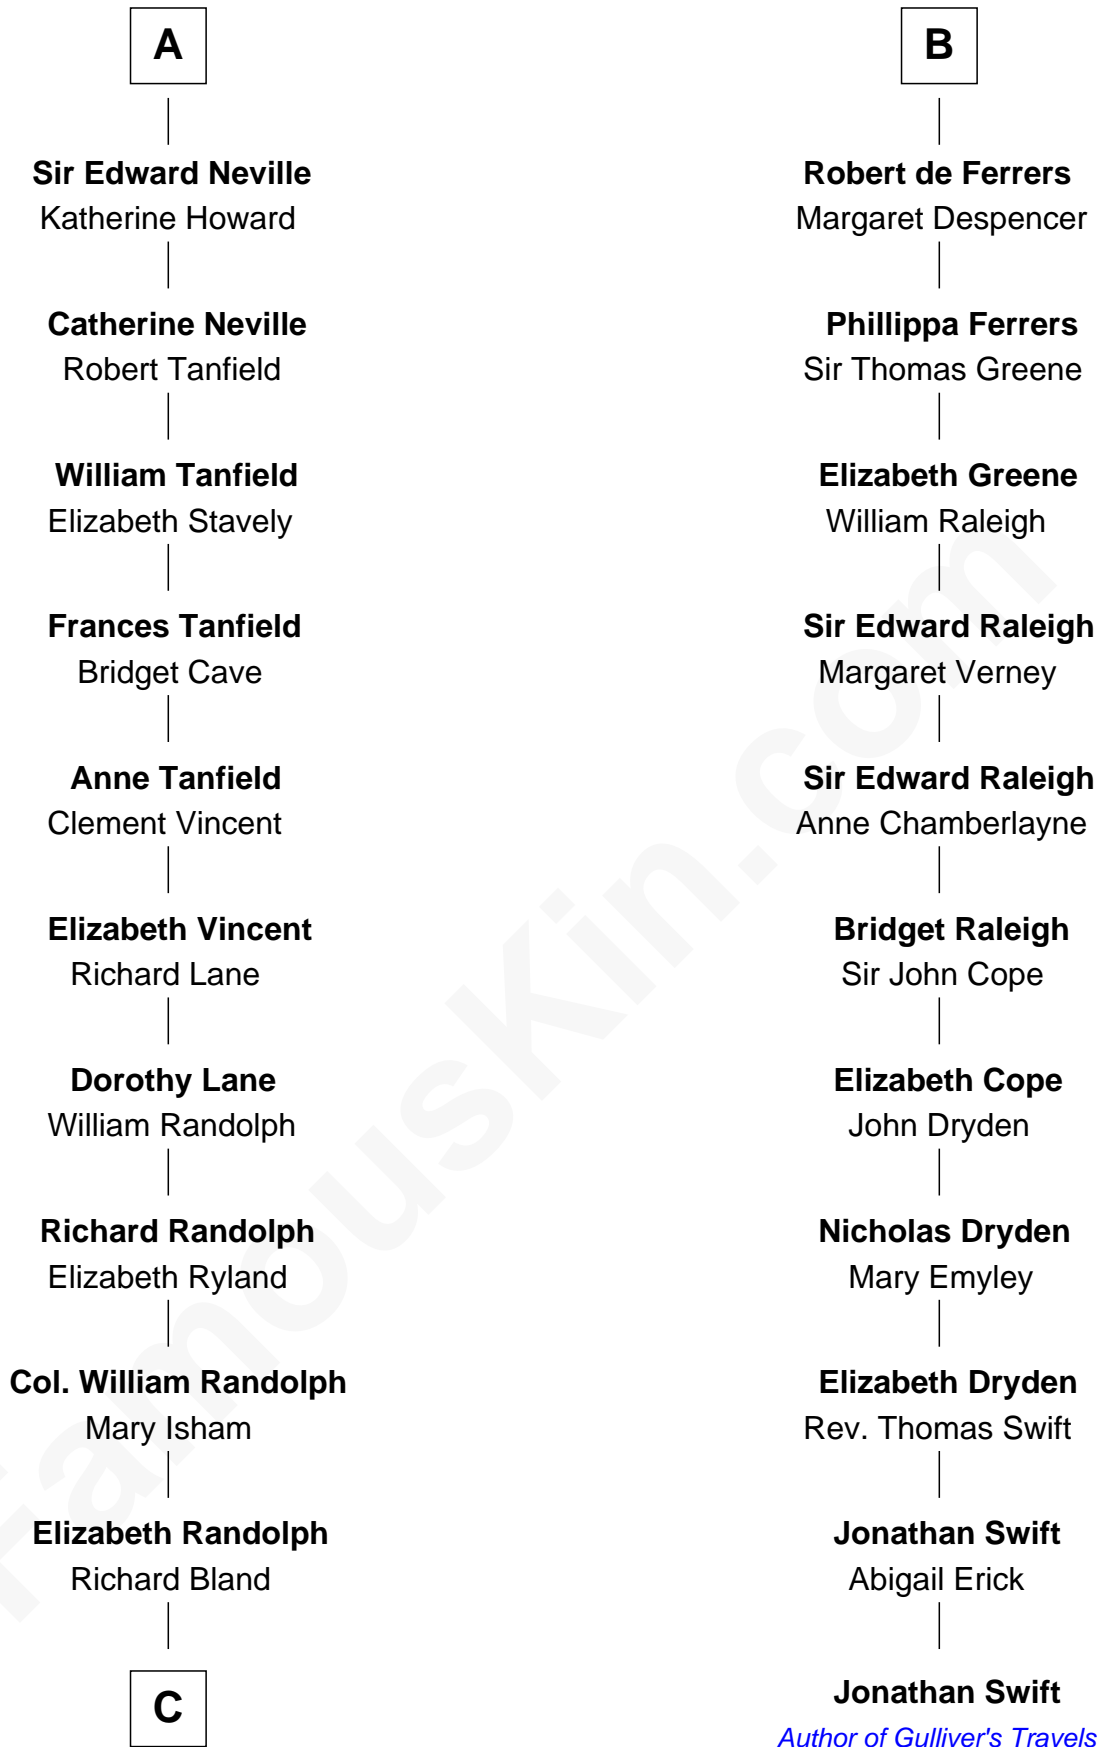 A
Sir Edward Neville
Katherine Howard
Catherine Neville
Robert Tanfield
William Tanfield
Elizabeth Stavely
Frances Tanfield
Bridget Cave
Anne Tanfield
Clement Vincent
Elizabeth Vincent
Richard Lane
Dorothy Lane
William Randolph
Richard Randolph
Elizabeth Ryland
Col. William Randolph
Mary Isham
Elizabeth Randolph
Richard Bland
C
B
Robert de Ferrers
Margaret Despencer
Phillippa Ferrers
Sir Thomas Greene
Elizabeth Greene
William Raleigh
Sir Edward Raleigh
Margaret Verney
Sir Edward Raleigh
Anne Chamberlayne
Bridget Raleigh
Sir John Cope
Elizabeth Cope
John Dryden
Nicholas Dryden
Mary Emyley
Elizabeth Dryden
Rev. Thomas Swift
Jonathan Swift
Abigail Erick
Jonathan Swift
Author of Gulliver's Travels
FamousKin.com